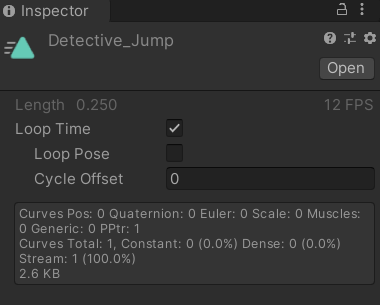 Inspector
Detective_Jump
Open
Length 0.250 12 FPS
Loop Time
Loop Pose
Cycle Offset 0
Curves Pos: 0 Quaternion: 0 Euler: 0 Scale: 0 Muscles:
0 Generic: 0 PPtr: 1
Curves Total: 1, Constant: 0 (0.0%) Dense: 0 (0.0%)
Stream: 1 (100.0%)
2.6 KB